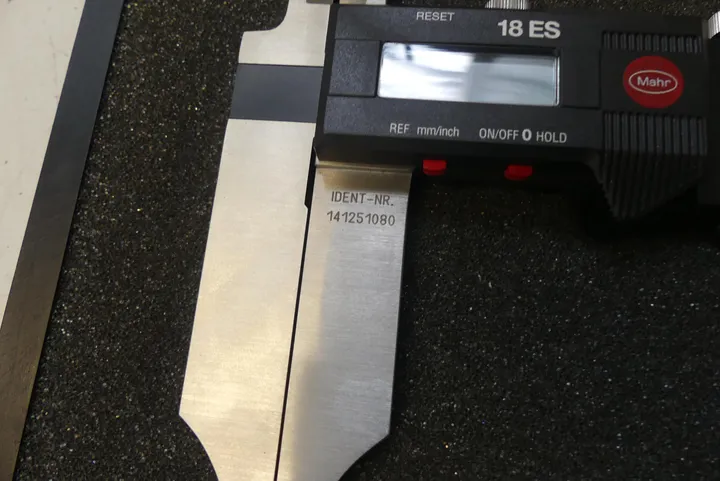 RESET
18 ES
Mahr
REF mm/inch ON/OFF 0 HOLD
IDENT-NR.
141251080